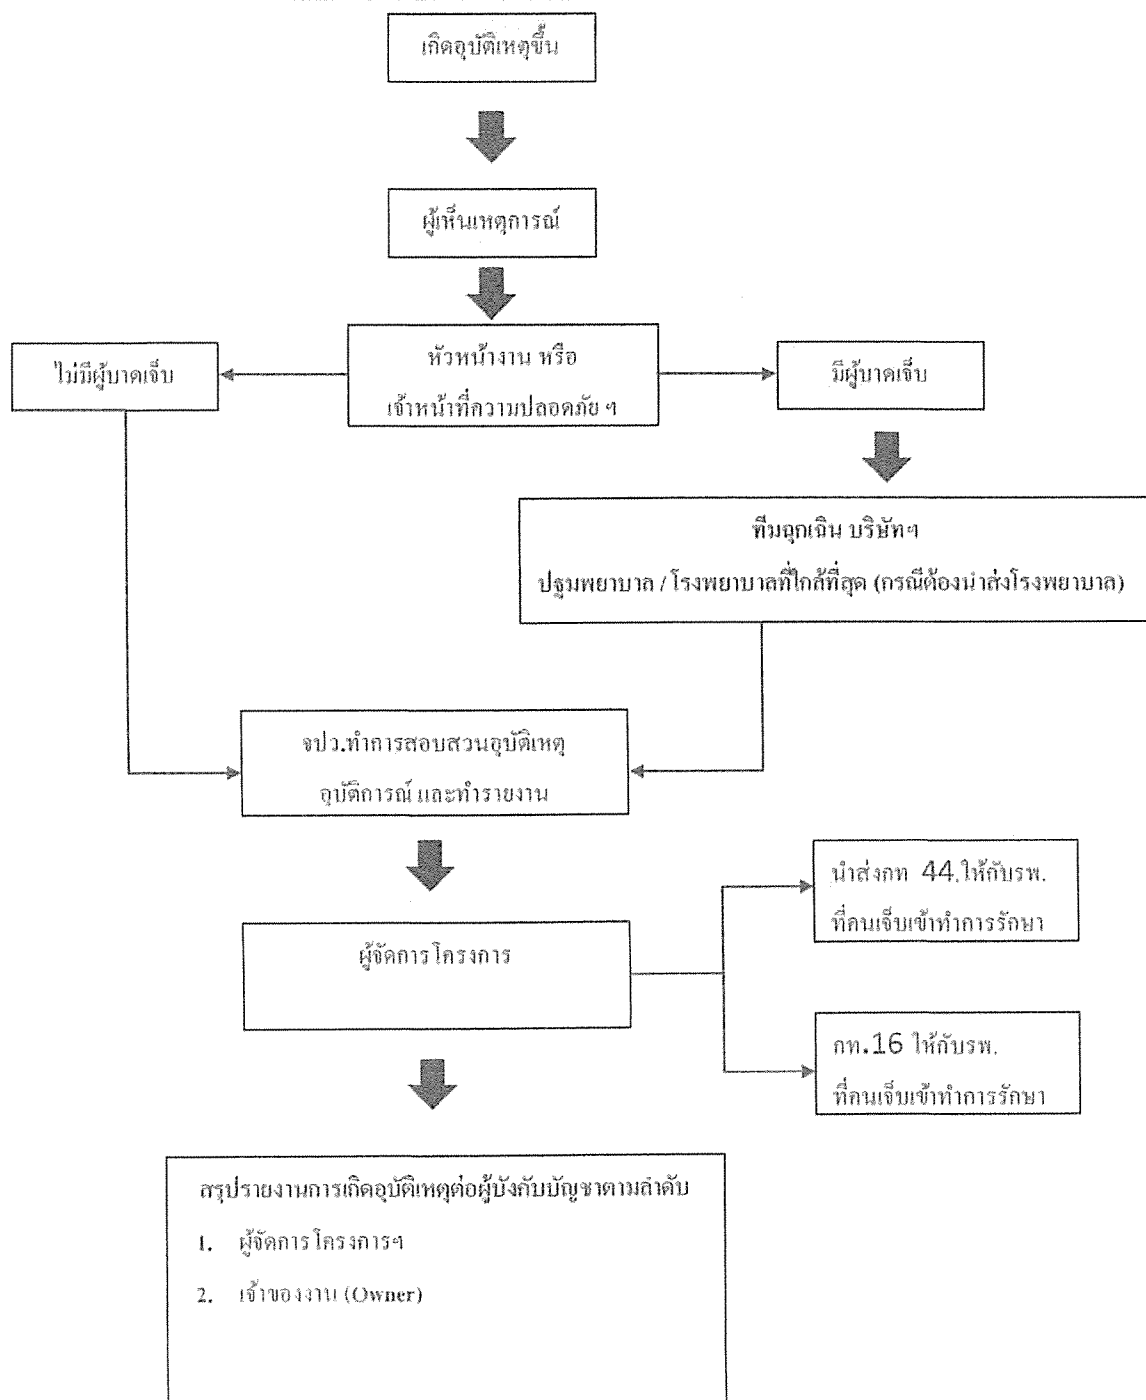 เกิดอุบัติเหตุขึ้น
ผู้เห็นเหตุการณ์
หัวหน้างาน หรือ
เจ้าหน้าที่ความปลอดภัย ฯ
ไม่มีผู้บาดเจ็บ
มีผู้บาดเจ็บ
ทีมฉุกเฉิน บริษัทฯ
ปฐมพยาบาล / โรงพยาบาลที่ใกล้ที่สุด (กรณีต้องนำส่งโรงพยาบาล)
จปว.ทำการสอบสวนอุบัติเหตุ
อุบัติการณ์ และทำรายงาน
ผู้จัดการโครงการ
นำส่งกท 44.ให้กับรพ.
ที่คนเจ็บเข้าทำการรักษา
กท.16 ให้กับรพ.
ที่คนเจ็บเข้าทำการรักษา
สรุปรายงานการเกิดอุบัติเหตุต่อผู้บังกับบัญชาตามลำดับ
1. ผู้จัดการโครงการฯ
2. เจ้าของงาน (Owner)